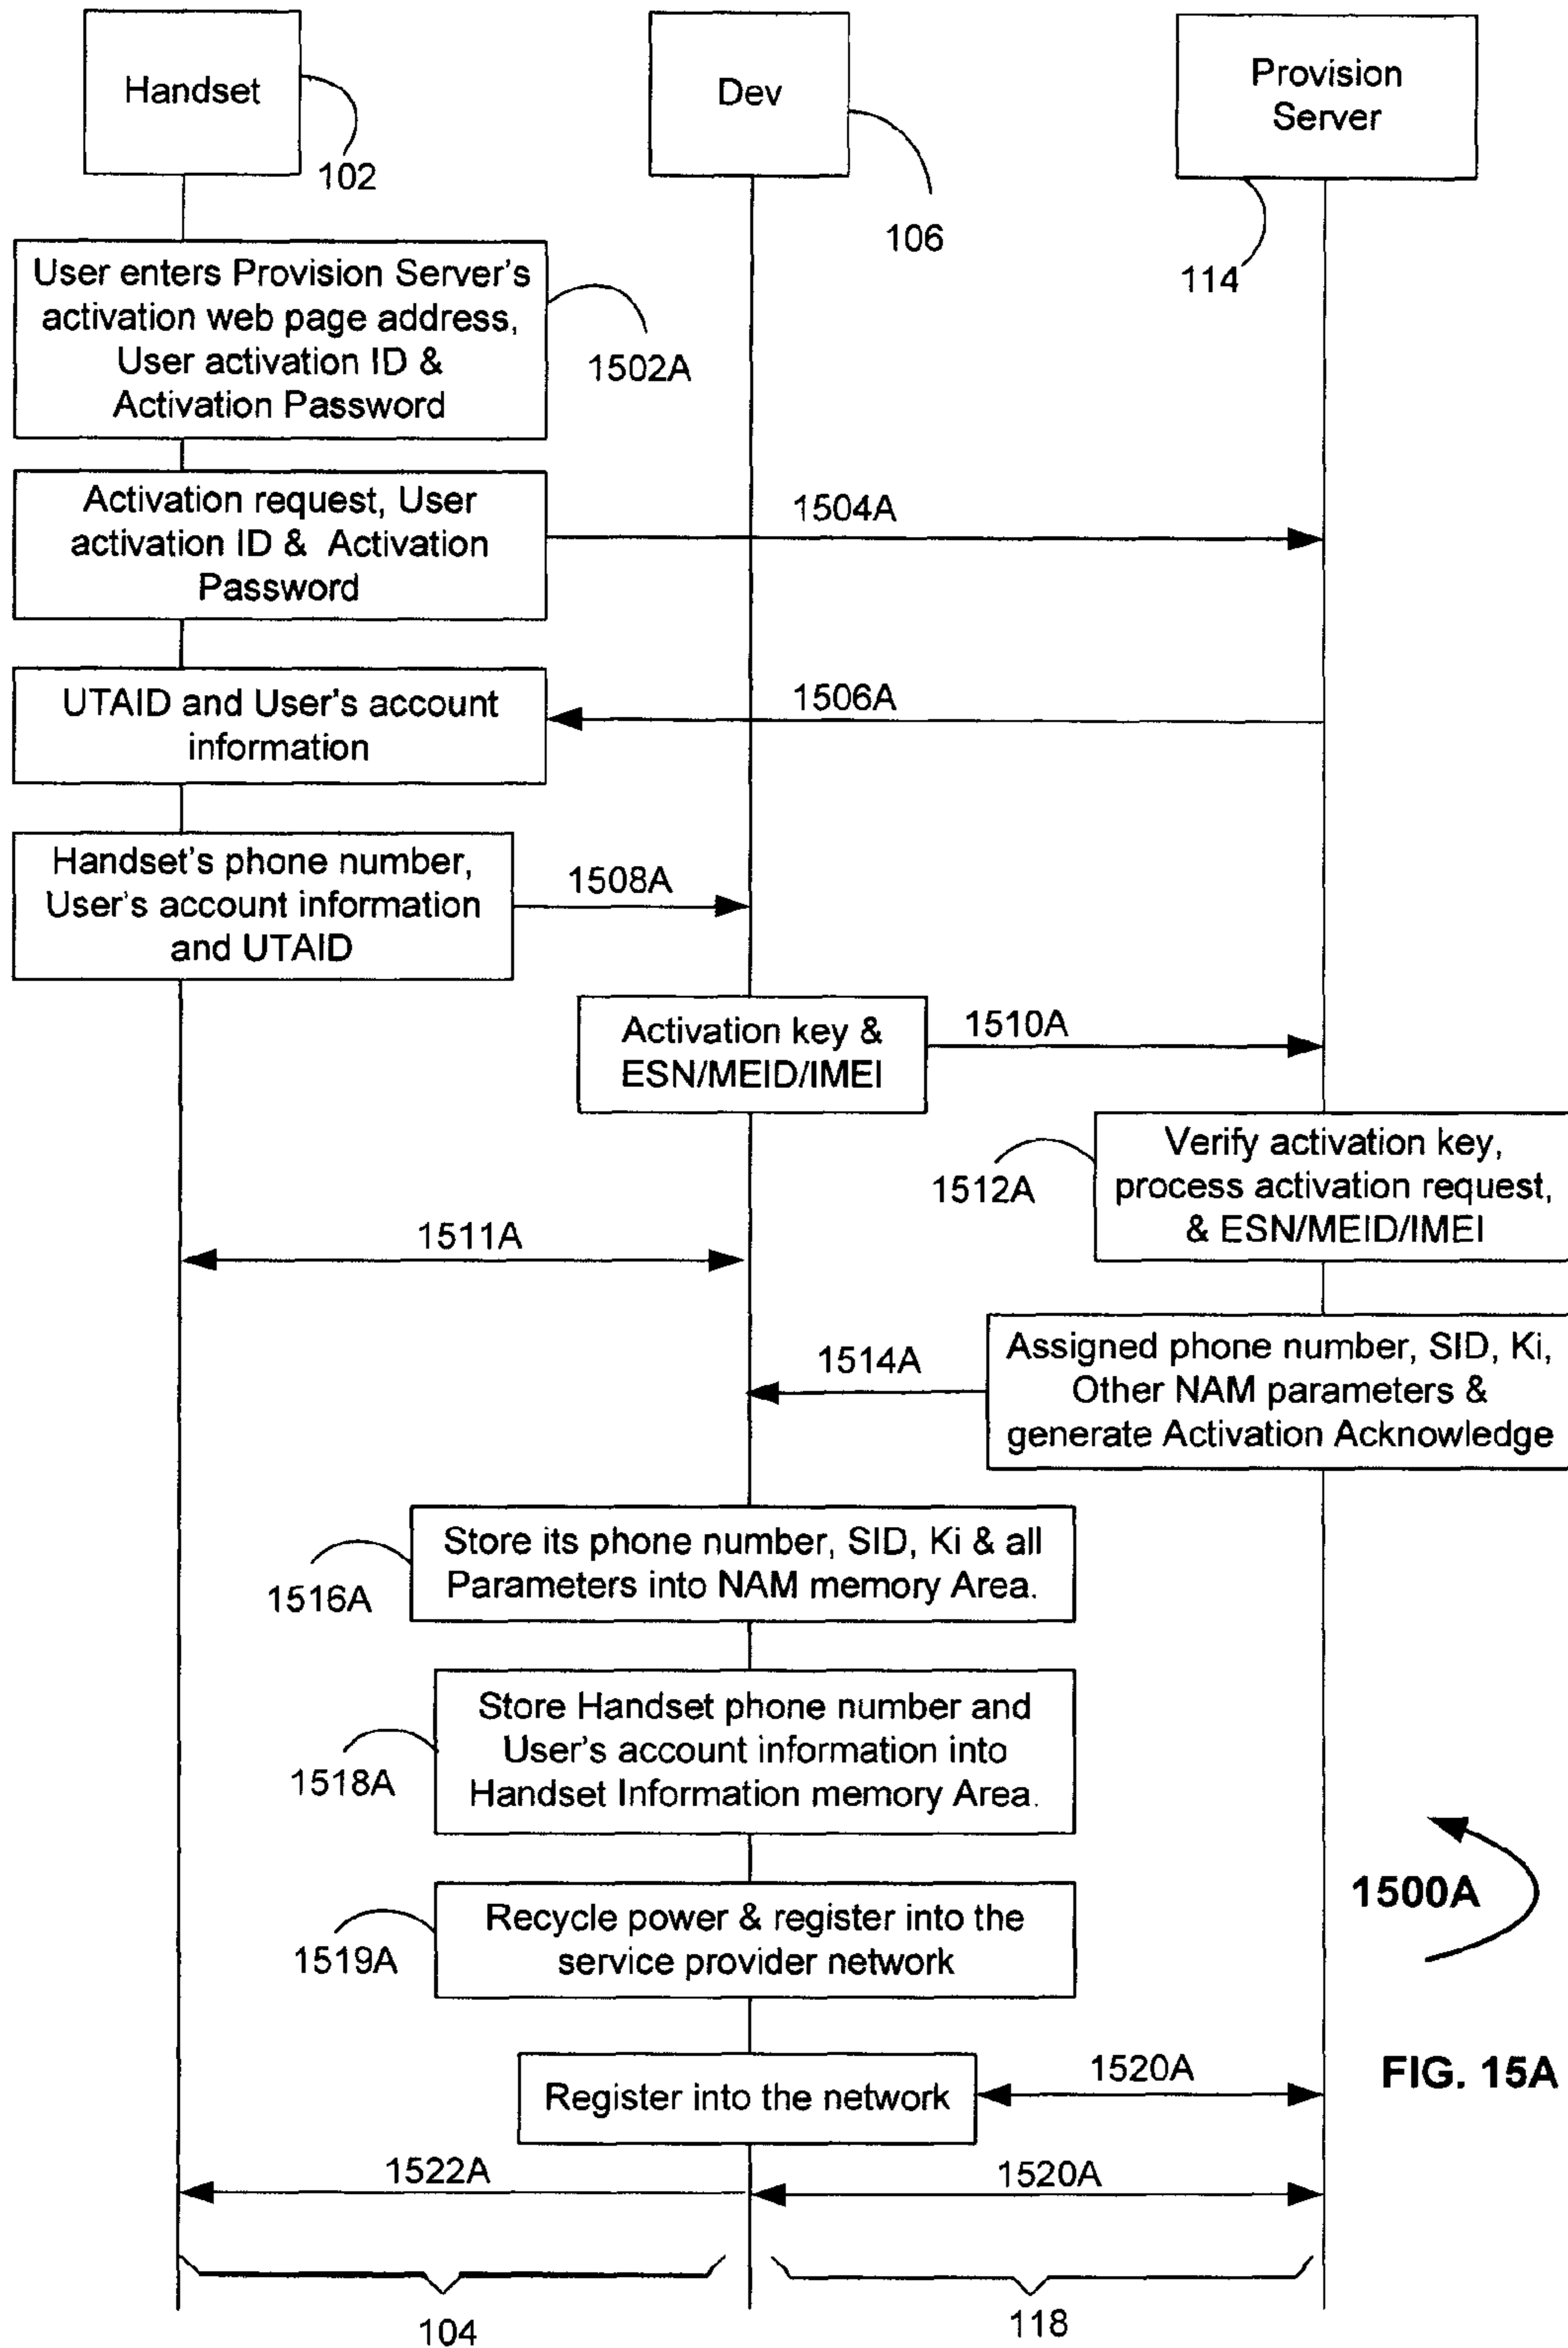 Handset
Dev
Provision
Server
102
106
114
User enters Provision Server's
activation web page address,
User activation ID &
Activation Password
1502A
Activation request, User
activation ID & Activation
Password
1504A
UTAID and User's account
information
1506A
Handset's phone number,
User's account information
and UTAID
1508A
Activation key &
ESN/MEID/IMEI
1510A
Verify activation key,
process activation request,
& ESN/MEID/IMEI
1512A
1511A
Assigned phone number, SID, Ki,
Other NAM parameters &
generate Activation Acknowledge
1514A
Store its phone number, SID, Ki & all
Parameters into NAM memory Area.
1516A
Store Handset phone number and
User's account information into
Handset Information memory Area.
1518A
Recycle power & register into the
service provider network
1519A
1500A
Register into the network
1520A
FIG. 15A
1522A
1520A
104
118